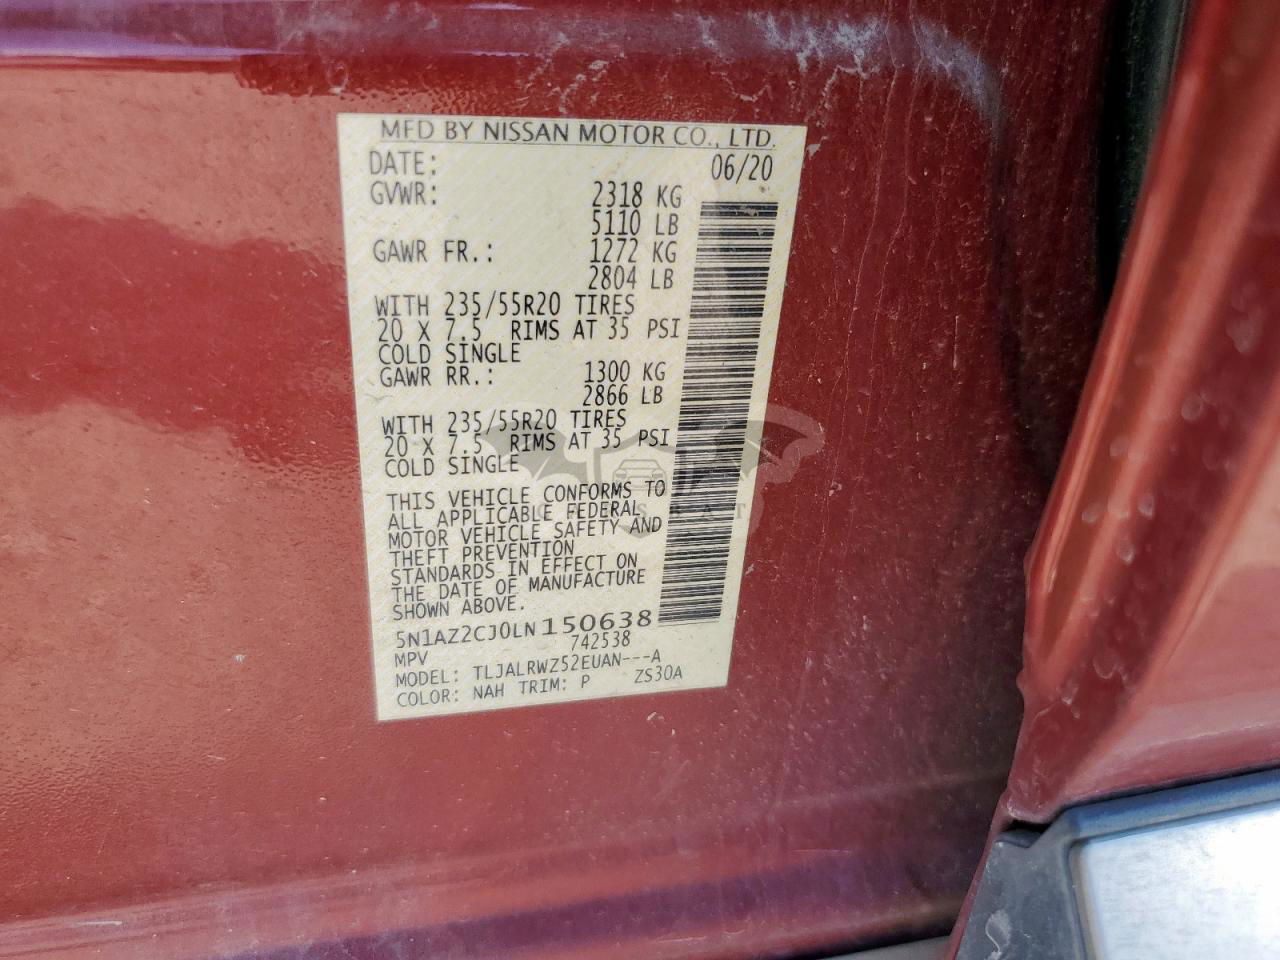 MFD BY NISSAN MOTOR CO., LTD.
DATE: 06/20
GVWR: 2318 KG
5110 LB
GAWR FR.: 1272 KG
2804 LB
WITH 235/55R20 TIRES
20 X 7.5 RIMS AT 35 PSI
COLD SINGLE
GAWR RR.: 1300 KG
2866 LB
WITH 235/55R20 TIRES
20 X 7.5 RIMS AT 35 PSI
COLD SINGLE
THIS VEHICLE CONFORMS TO
ALL APPLICABLE FEDERAL
MOTOR VEHICLE SAFETY AND
THEFT PREVENTION
STANDARDS IN EFFECT ON
THE DATE OF MANUFACTURE
SHOWN ABOVE.
5N1AZ2CJ0LN150638
742538
MPV
MODEL: TLJALRWZ52EUAN---A
COLOR: NAH TRIM: P ZS30A